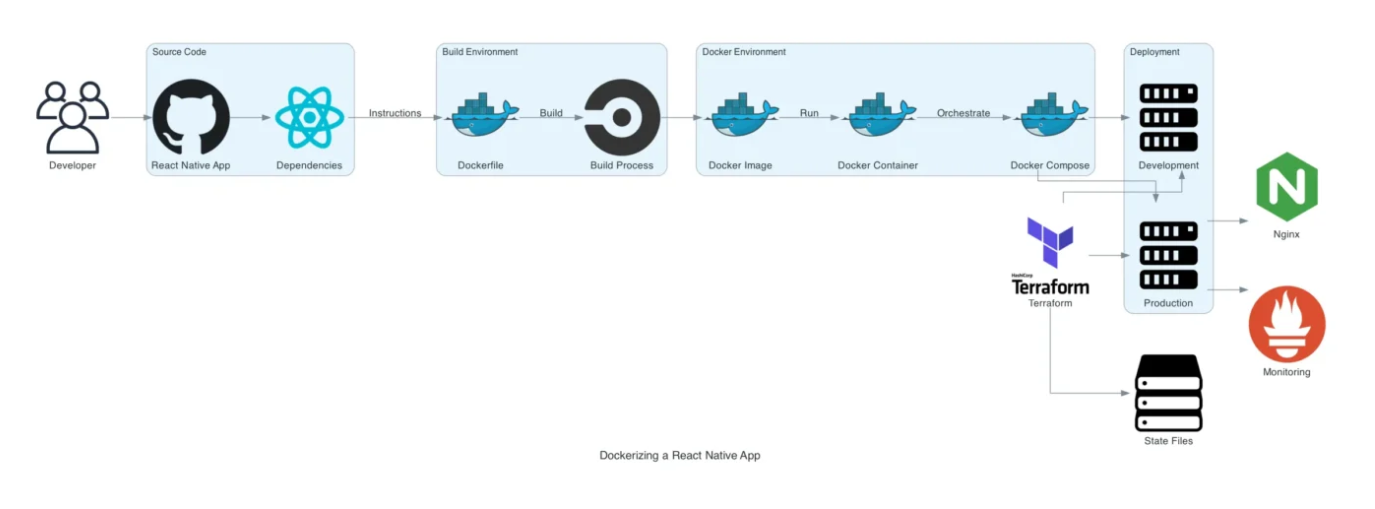 Source Code
Build Environment
Docker Environment
Deployment
Instructions
Build
Run
Orchestrate
Developer
React Native App
Dependencies
Dockerfile
Build Process
Docker Image
Docker Container
Docker Compose
Development
N
Nginx
HashiCorp
Terraform
Terraform
Production
Monitoring
State Files
Dockerizing a React Native App